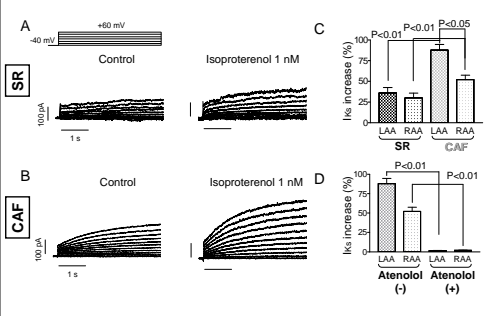 A
+60 mV
-40 mV
Control
Isoproterenol 1 nM
SR
100 pA
1 s
B
Control
Isoproterenol 1 nM
CAF
100 pA
1 s
C
P<0.01 P<0.01 P<0.05
IKs increase (%)
100
75
50
25
0
LAA RAA LAA RAA
SR CAF
D
P<0.01
P<0.01
IKs increase (%)
100
75
50
25
0
LAA RAA LAA RAA
Atenolol Atenolol
(-) (+)